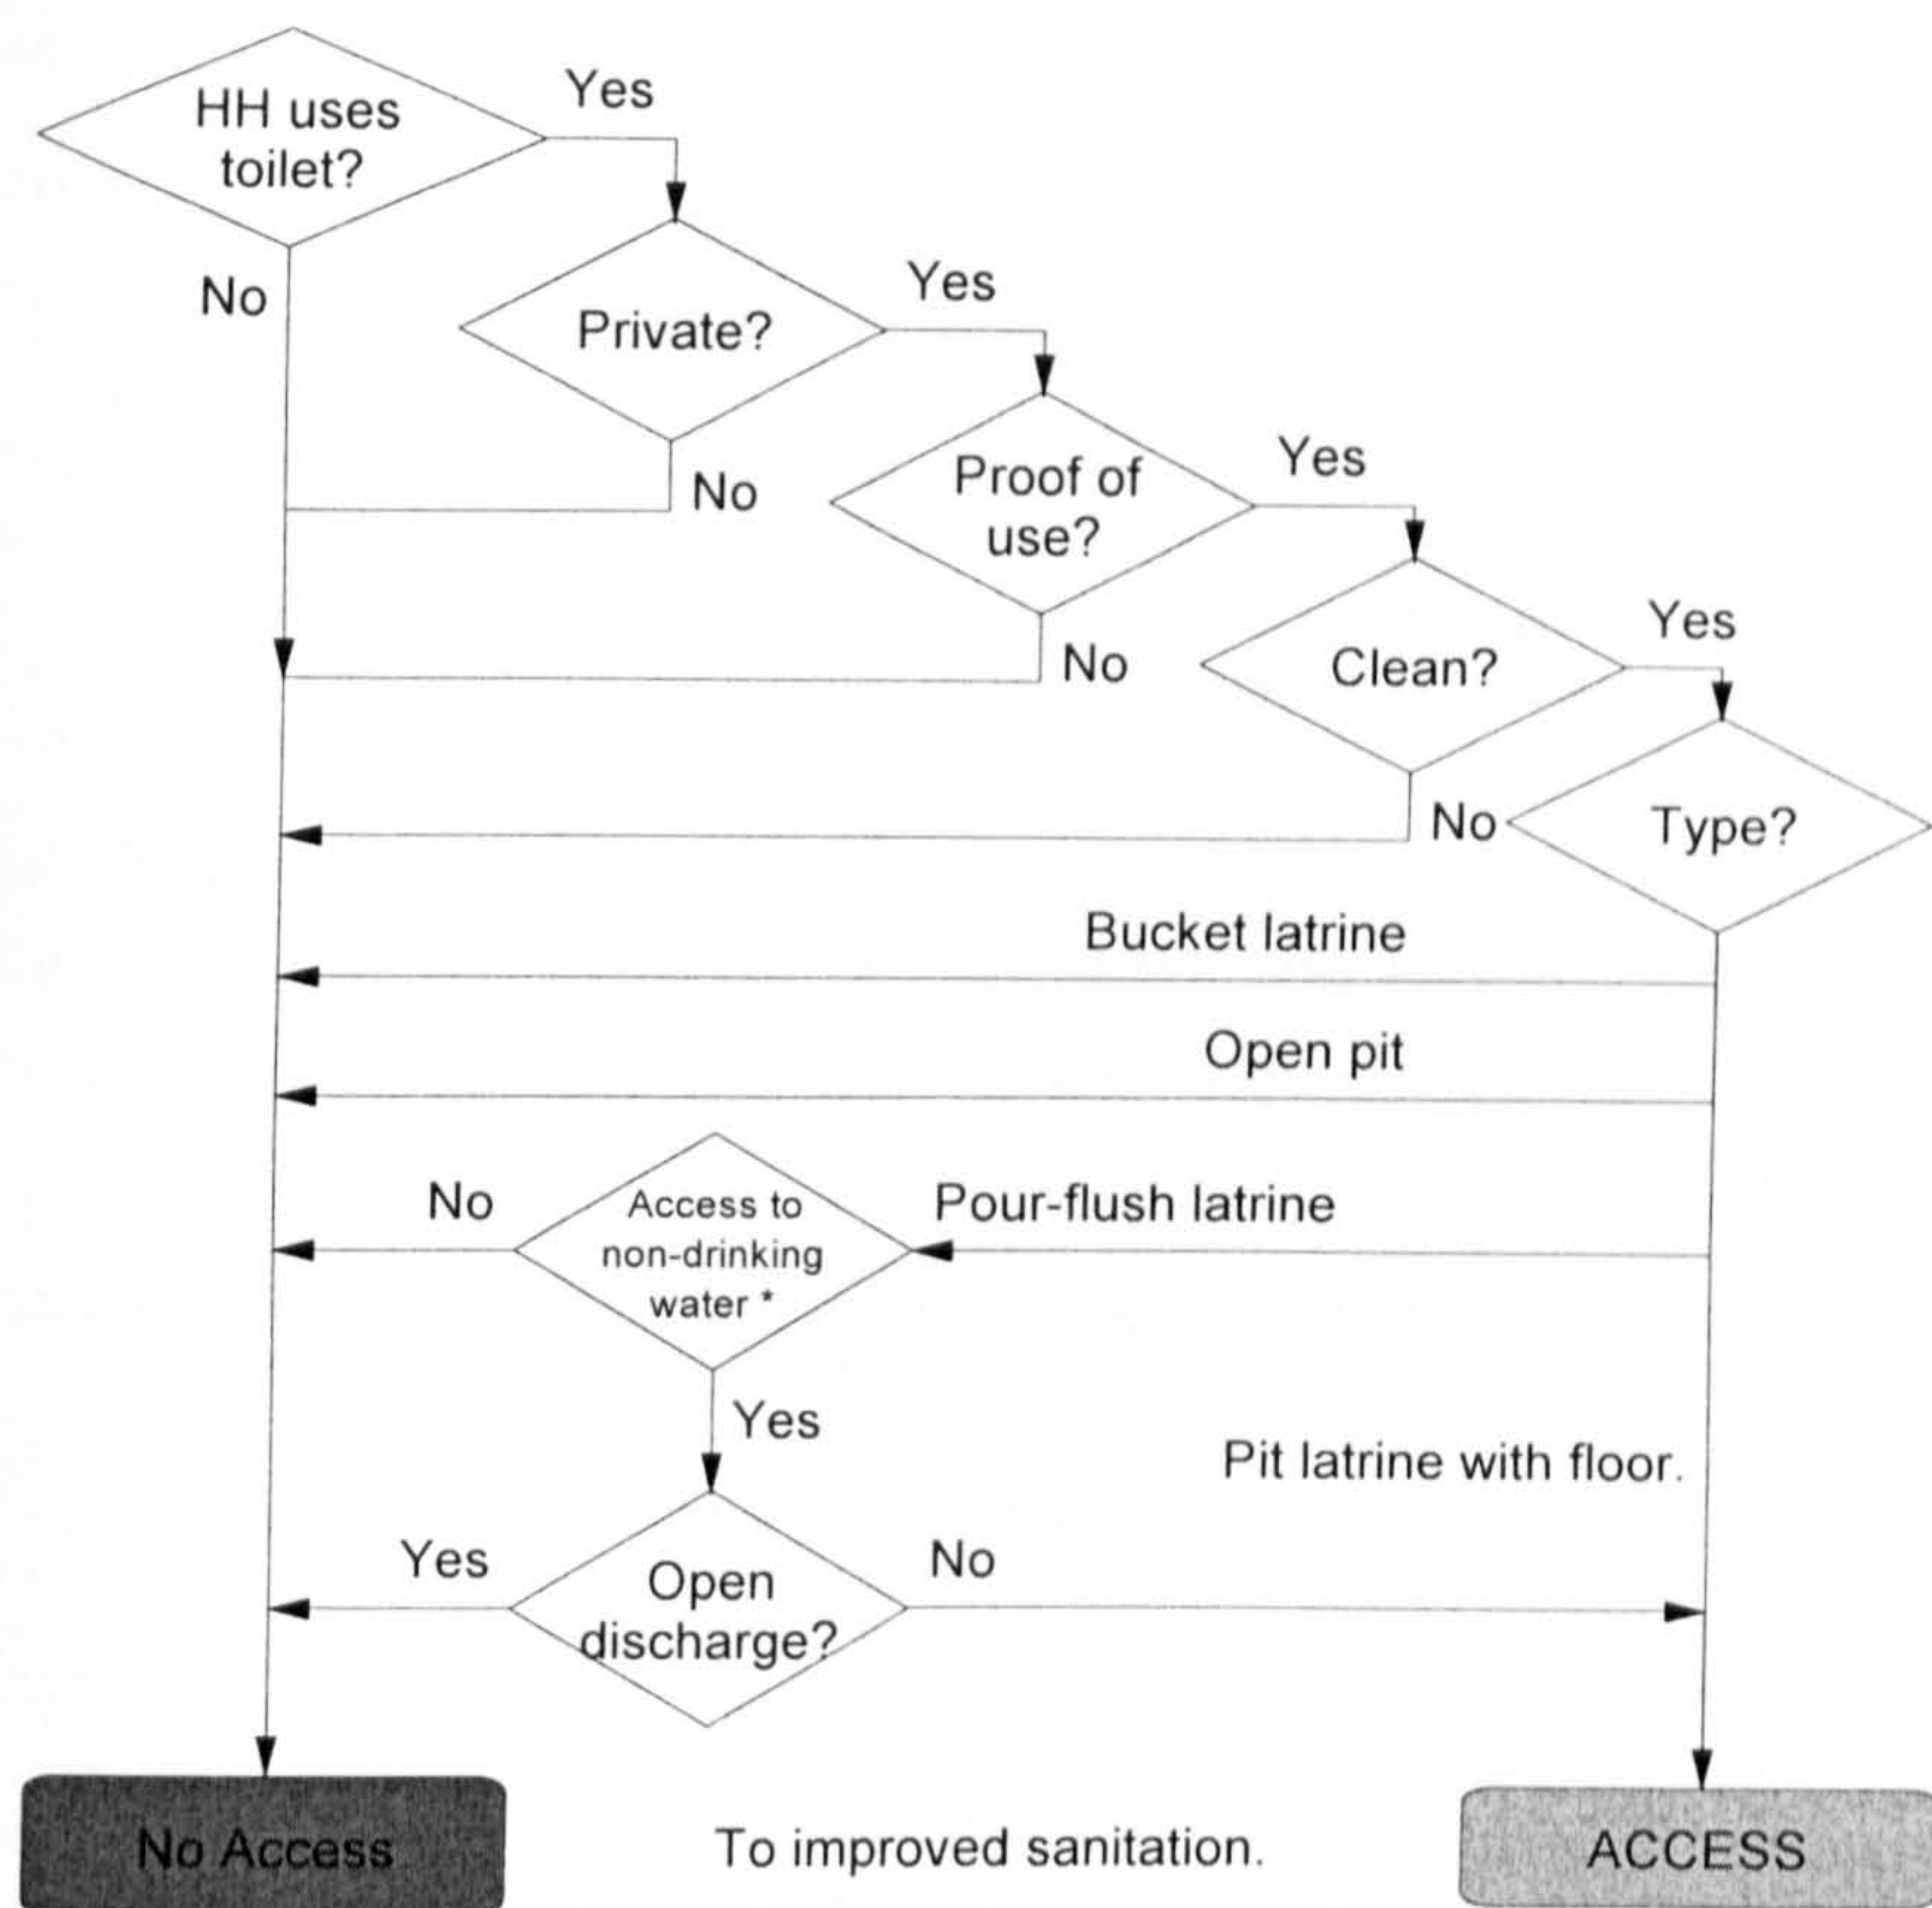 HH uses
toilet?
Yes
No
Private?
Yes
No
Proof of
use?
Yes
No
Clean?
Yes
No
Type?
Bucket latrine
Open pit
Pour-flush latrine
Access to
non-drinking
water *
No
Yes
Pit latrine with floor.
Open
discharge?
Yes
No
No Access
To improved sanitation.
ACCESS